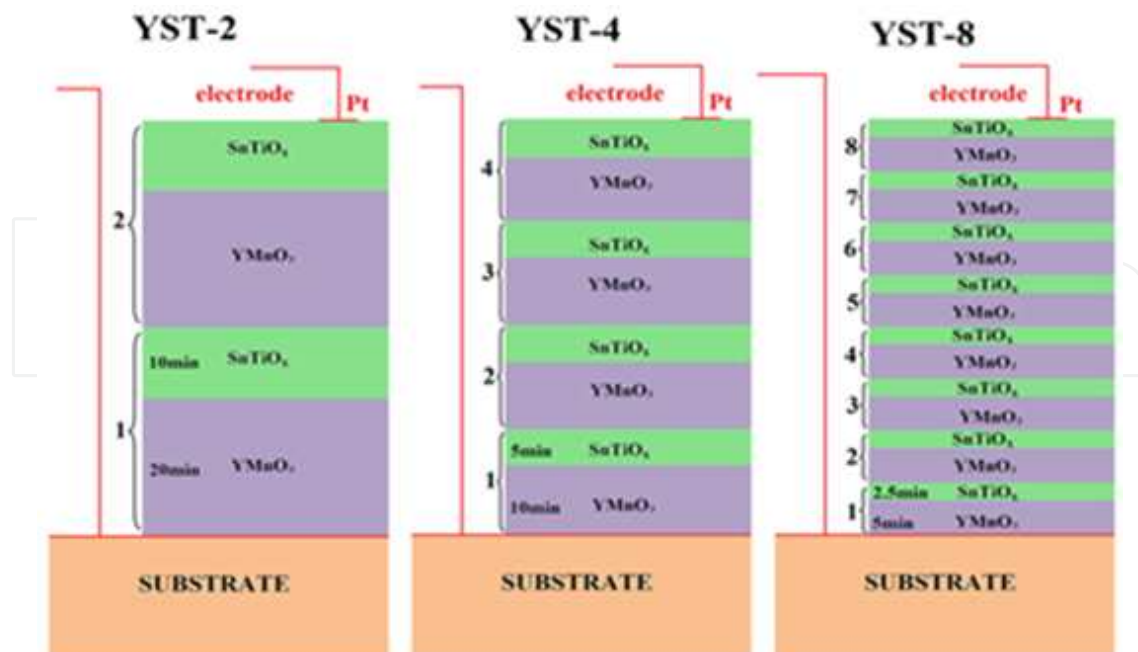 YST-2
electrode
Pt
SnTiOₓ
2
YMnO₃
10min SnTiOₓ
1
20min YMnO₃
SUBSTRATE
YST-4
electrode
Pt
SnTiOₓ
4
YMnO₃
SnTiOₓ
3
YMnO₃
SnTiOₓ
2
YMnO₃
5min SnTiOₓ
1
10min YMnO₃
SUBSTRATE
YST-8
electrode
Pt
SnTiOₓ
8
YMnO₃
SnTiOₓ
7
YMnO₃
SnTiOₓ
6
YMnO₃
SnTiOₓ
5
YMnO₃
SnTiOₓ
4
YMnO₃
SnTiOₓ
3
YMnO₃
SnTiOₓ
2
YMnO₃
2.5min SnTiOₓ
1
5min YMnO₃
SUBSTRATE